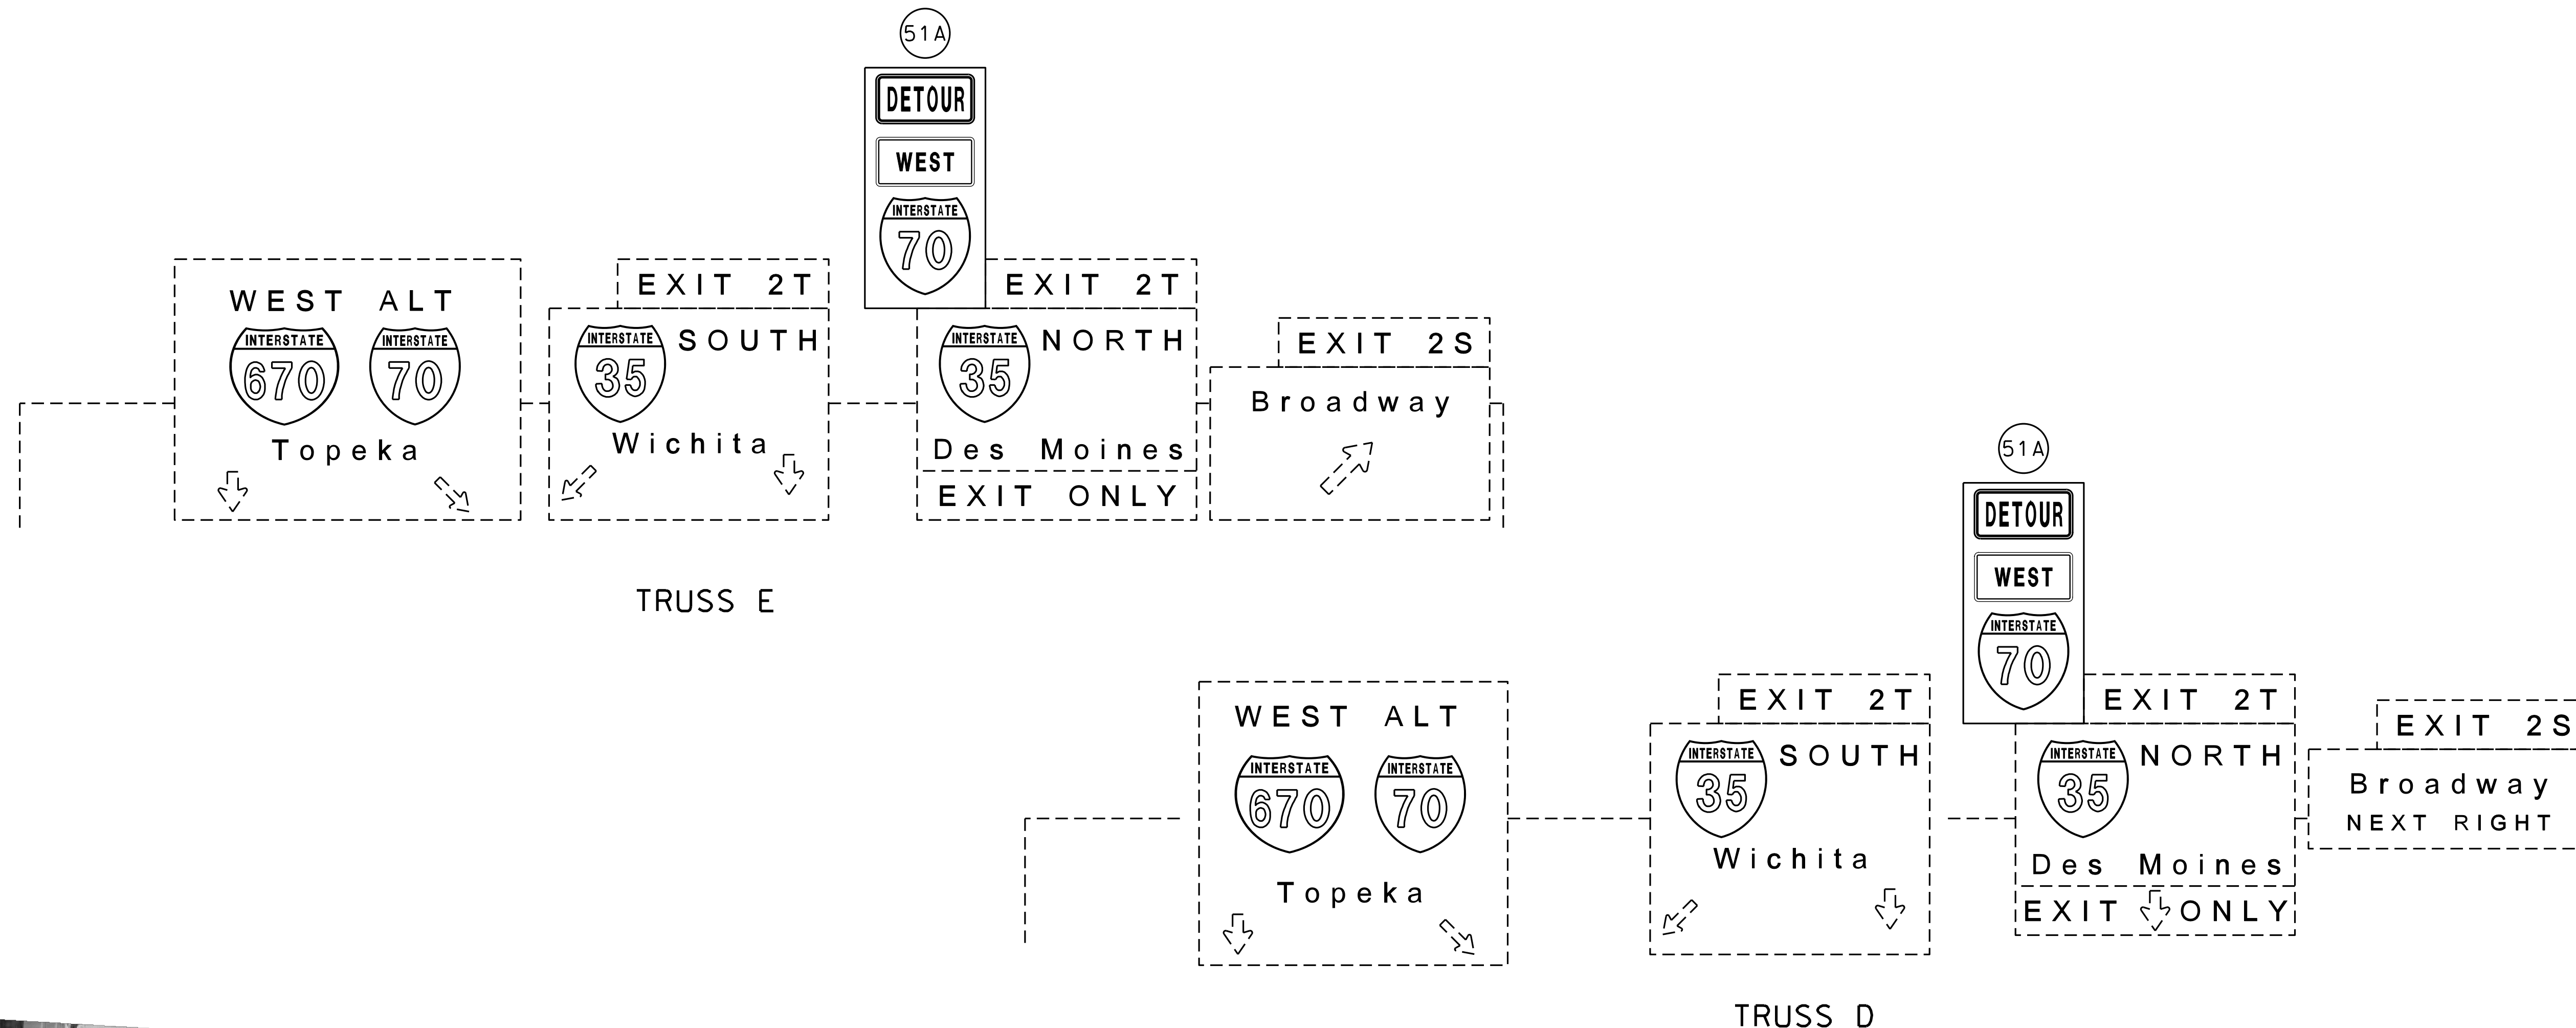 51A
DETOUR
WEST
INTERSTATE
70
WEST ALT
INTERSTATE INTERSTATE
670 70
Topeka
EXIT 2T
INTERSTATE SOUTH
35
Wichita
EXIT 2T
INTERSTATE NORTH
35
Des Moines
EXIT ONLY
EXIT 2S
Broadway
TRUSS E
51A
DETOUR
WEST
INTERSTATE
70
WEST ALT
INTERSTATE INTERSTATE
670 70
Topeka
EXIT 2T
INTERSTATE SOUTH
35
Wichita
EXIT 2T
INTERSTATE NORTH
35
Des Moines
EXIT ONLY
EXIT 2S
Broadway
NEXT RIGHT
TRUSS D